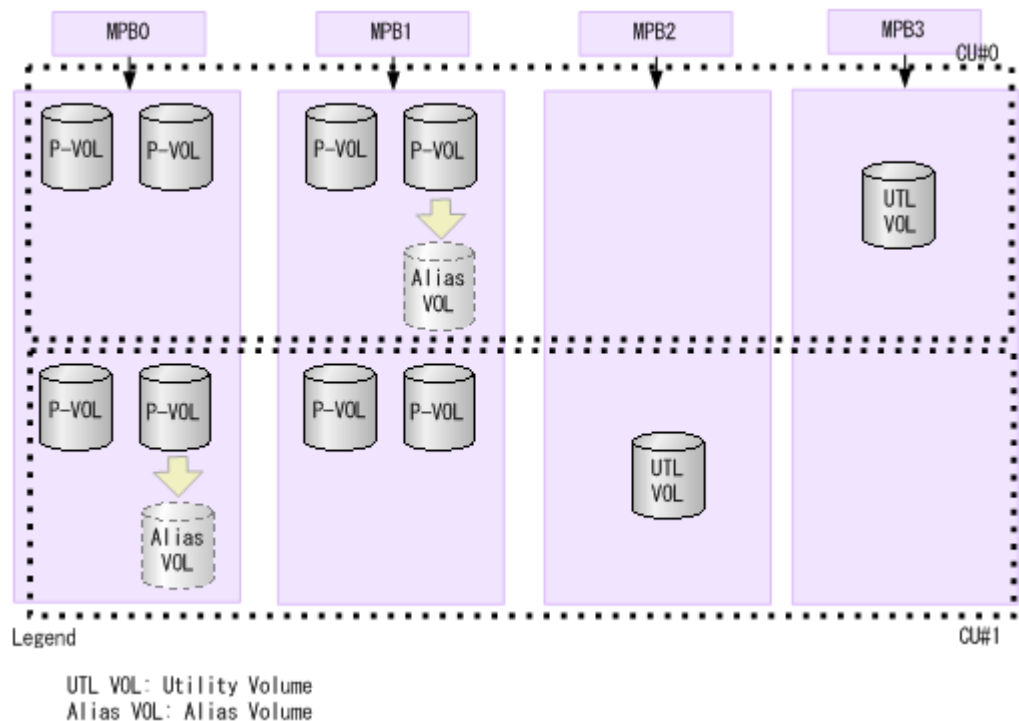 MPB0
MPB1
MPB2
MPB3
CU#0
P-VOL
P-VOL
P-VOL
P-VOL
UTL
VOL
Alias
VOL
P-VOL
P-VOL
P-VOL
P-VOL
UTL
VOL
Alias
VOL
Legend
CU#1
UTL VOL: Utility Volume
Alias VOL: Alias Volume